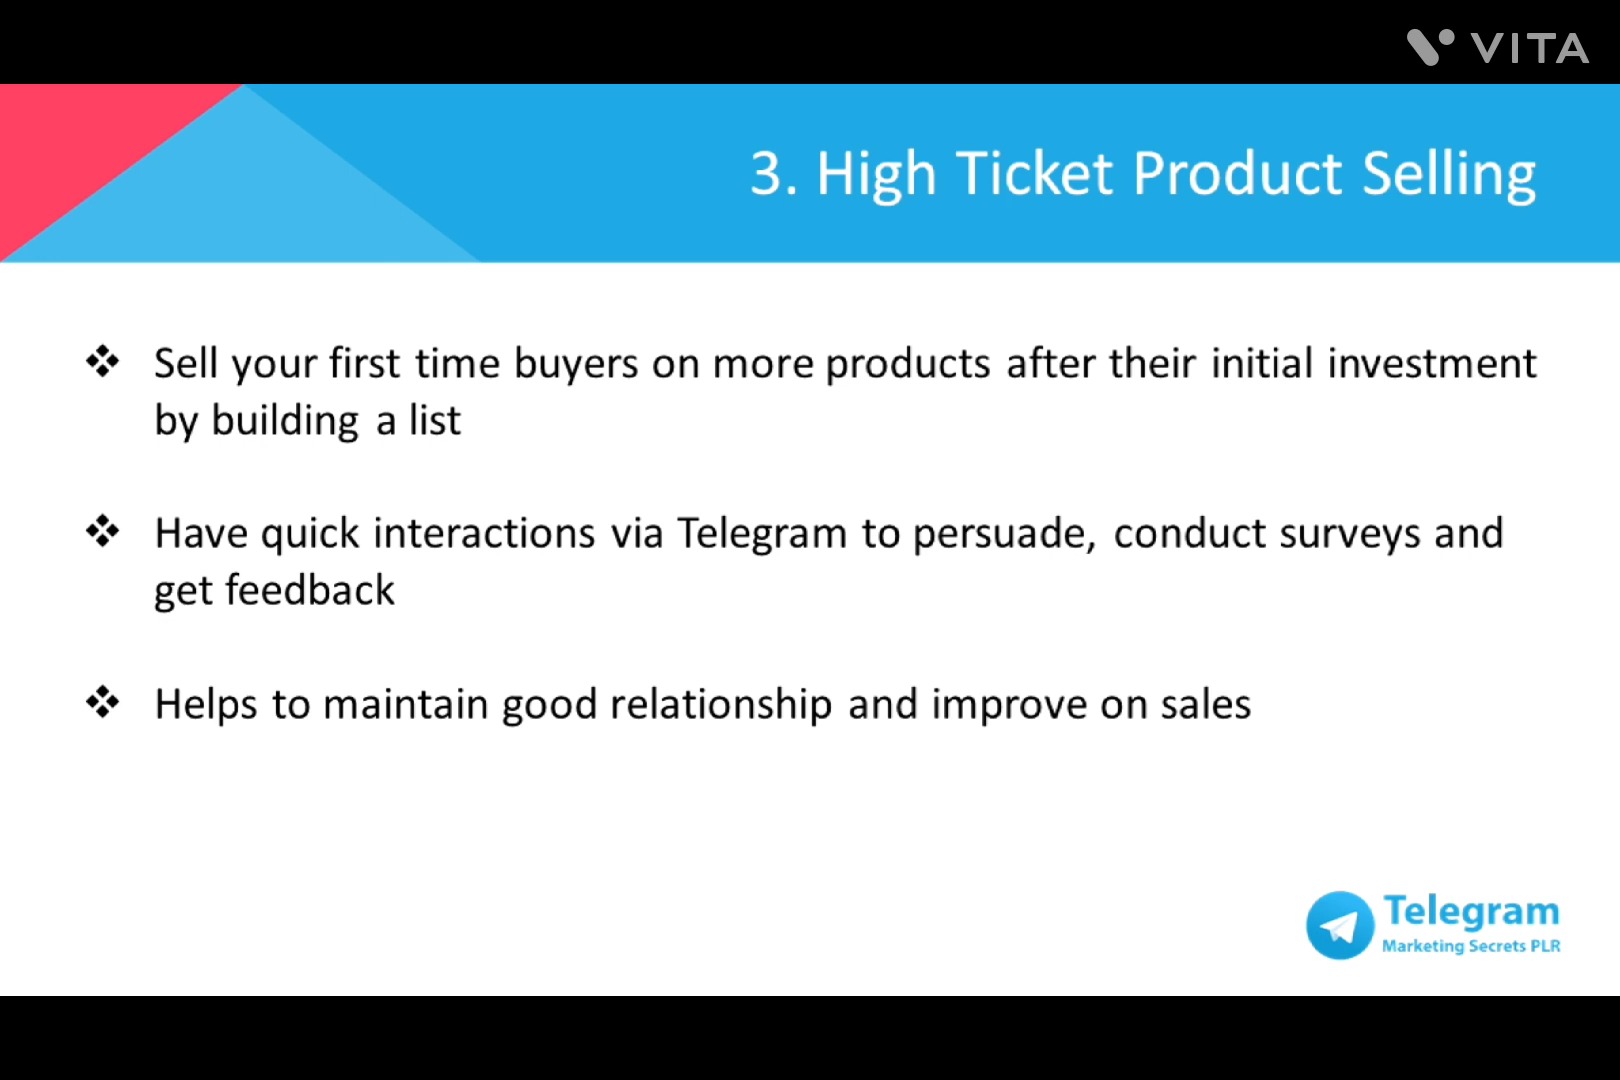 VITA
3. High Ticket Product Selling
❖ Sell your first time buyers on more products after their initial investment
by building a list
❖ Have quick interactions via Telegram to persuade, conduct surveys and
get feedback
❖ Helps to maintain good relationship and improve on sales
Telegram
Marketing Secrets PLR